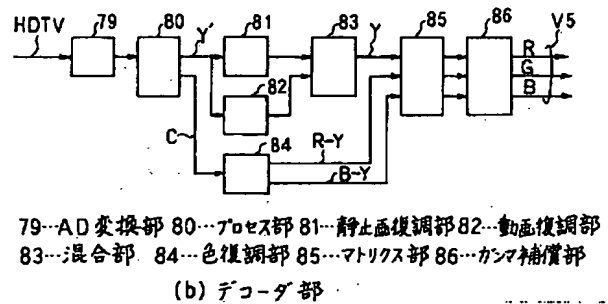 79 80 81 83 85 86 V5
HDTV Y' Y R
G
B
82
C 84
R-Y
B-Y
79…AD変換部 80…プロセス部 81…静止画復調部 82…動画復調部
83…混合部 84…色復調部 85…マトリクス部 86…ガンマ補償部
(b) デコーダ部